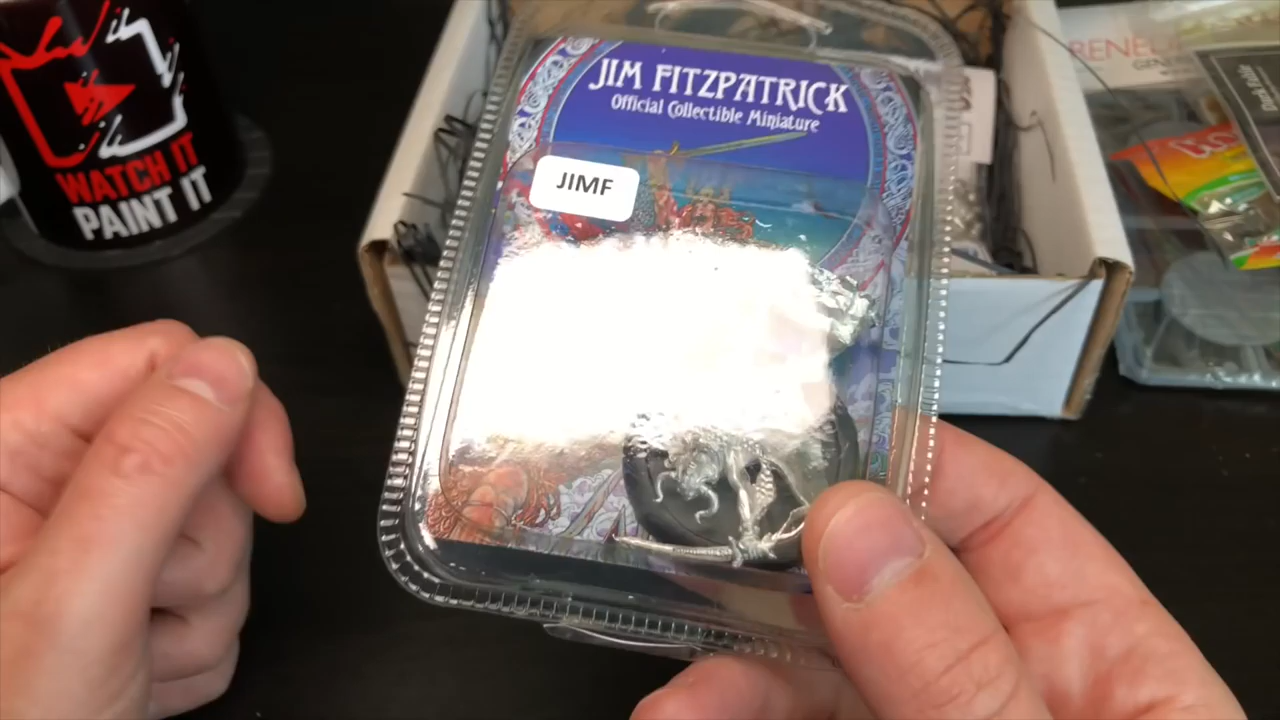 WATCH IT
PAINT IT
JIM FITZPATRICK
Official Collectible Miniature
JIMF